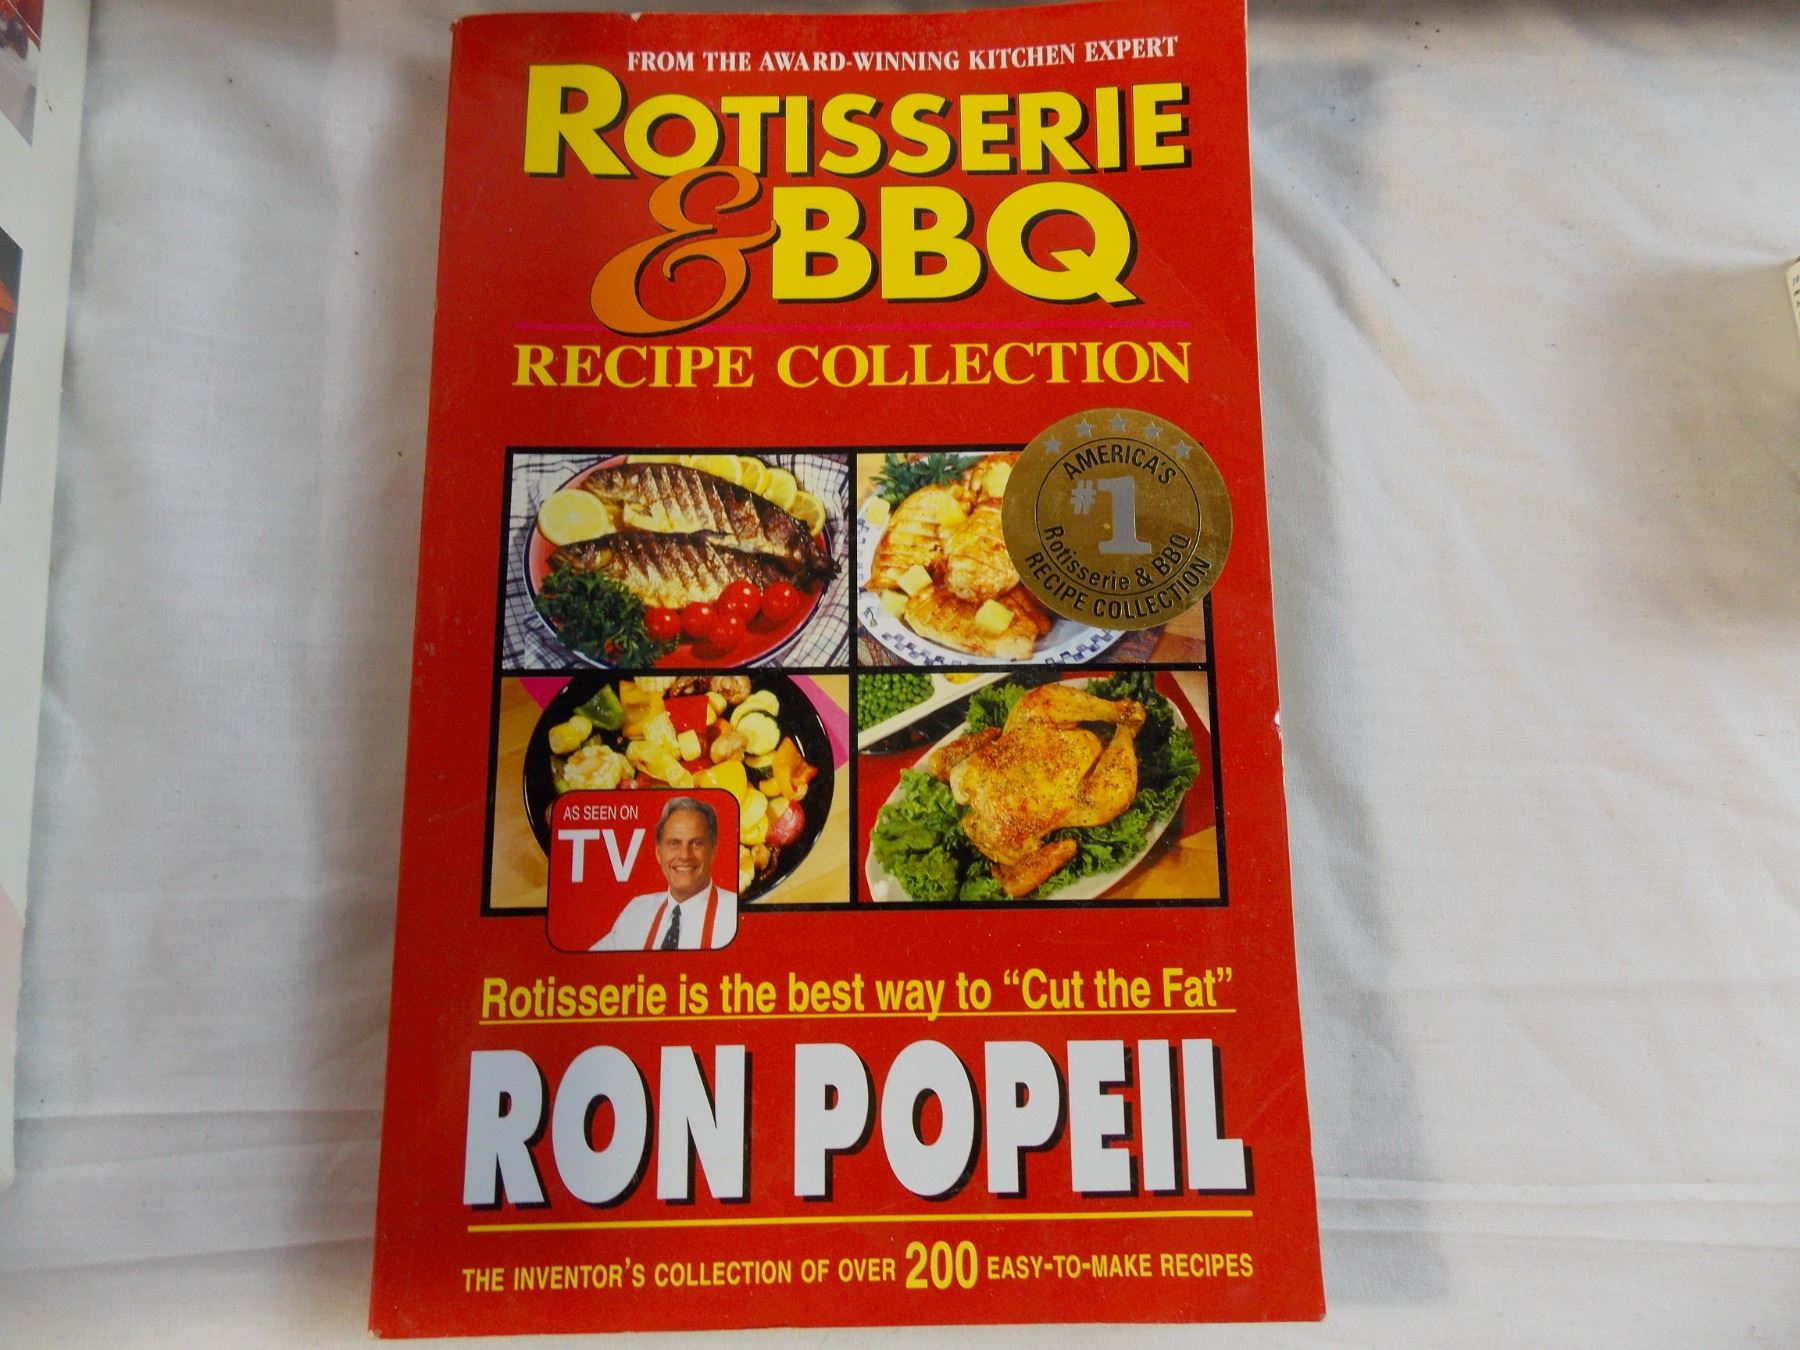 FROM THE AWARD-WINNING KITCHEN EXPERT
ROTISSERIE
& BBQ
RECIPE COLLECTION
AMERICA'S
#1
Rotisserie & BBQ
RECIPE COLLECTION
AS SEEN ON
TV
Rotisserie is the best way to “Cut the Fat”
RON POPEIL
THE INVENTOR'S COLLECTION OF OVER 200 EASY-TO-MAKE RECIPES